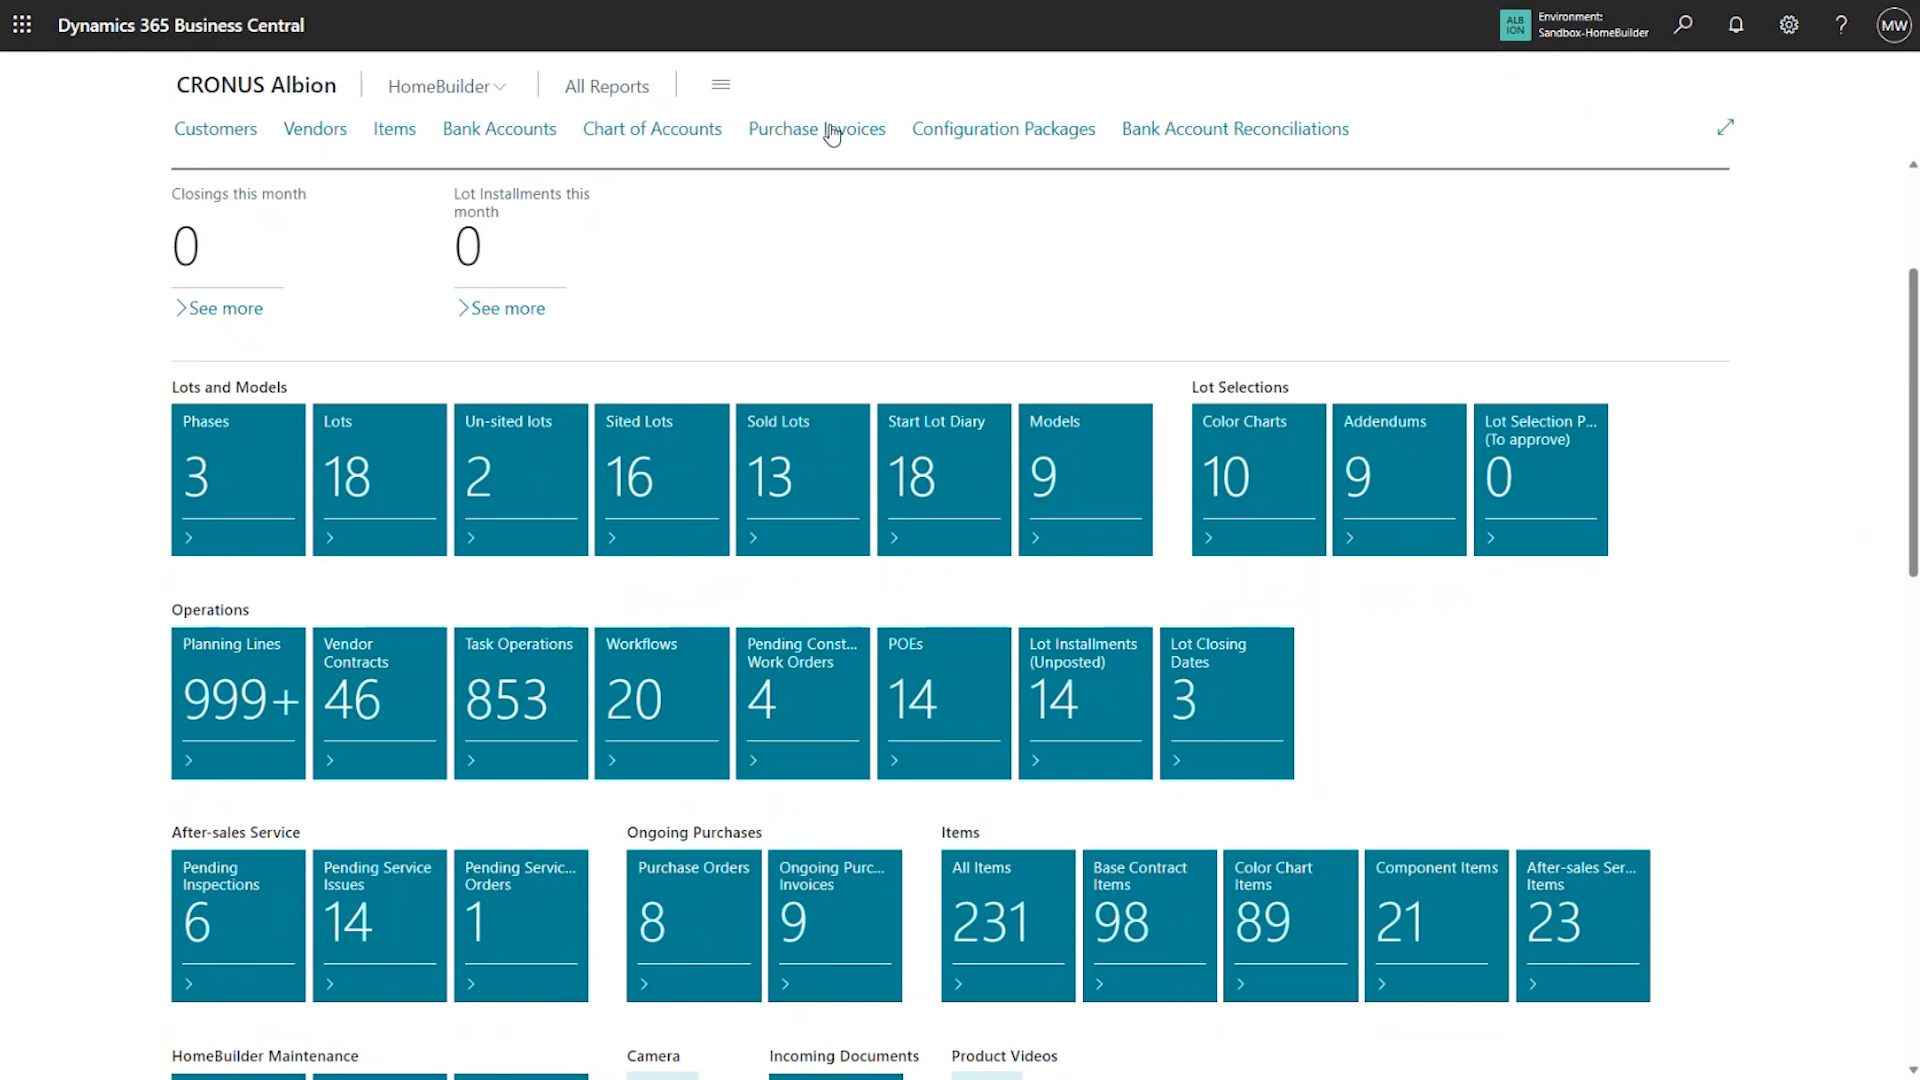 Dynamics 365 Business Central
ALB
ION
Environment:
Sandbox-HomeBuilder
?
MW
CRONUS Albion
HomeBuilder
All Reports
Customers
Vendors
Items
Bank Accounts
Chart of Accounts
Purchase Invoices
Configuration Packages
Bank Account Reconciliations
Closings this month
0
See more
Lot Installments this
month
0
See more
Lots and Models
Phases
3
Lots
18
Un-sited lots
2
Sited Lots
16
Sold Lots
13
Start Lot Diary
18
Models
9
Lot Selections
Color Charts
10
Addendums
9
Lot Selection P...
(To approve)
0
Operations
Planning Lines
999+
Vendor
Contracts
46
Task Operations
853
Workflows
20
Pending Const...
Work Orders
4
POEs
14
Lot Installments
(Unposted)
14
Lot Closing
Dates
3
After-sales Service
Pending
Inspections
6
Pending Service
Issues
14
Pending Servic...
Orders
1
Ongoing Purchases
Purchase Orders
8
Ongoing Purc...
Invoices
9
Items
All Items
231
Base Contract
Items
98
Color Chart
Items
89
Component Items
21
After-sales Ser...
Items
23
HomeBuilder Maintenance
Camera
Incoming Documents
Product Videos